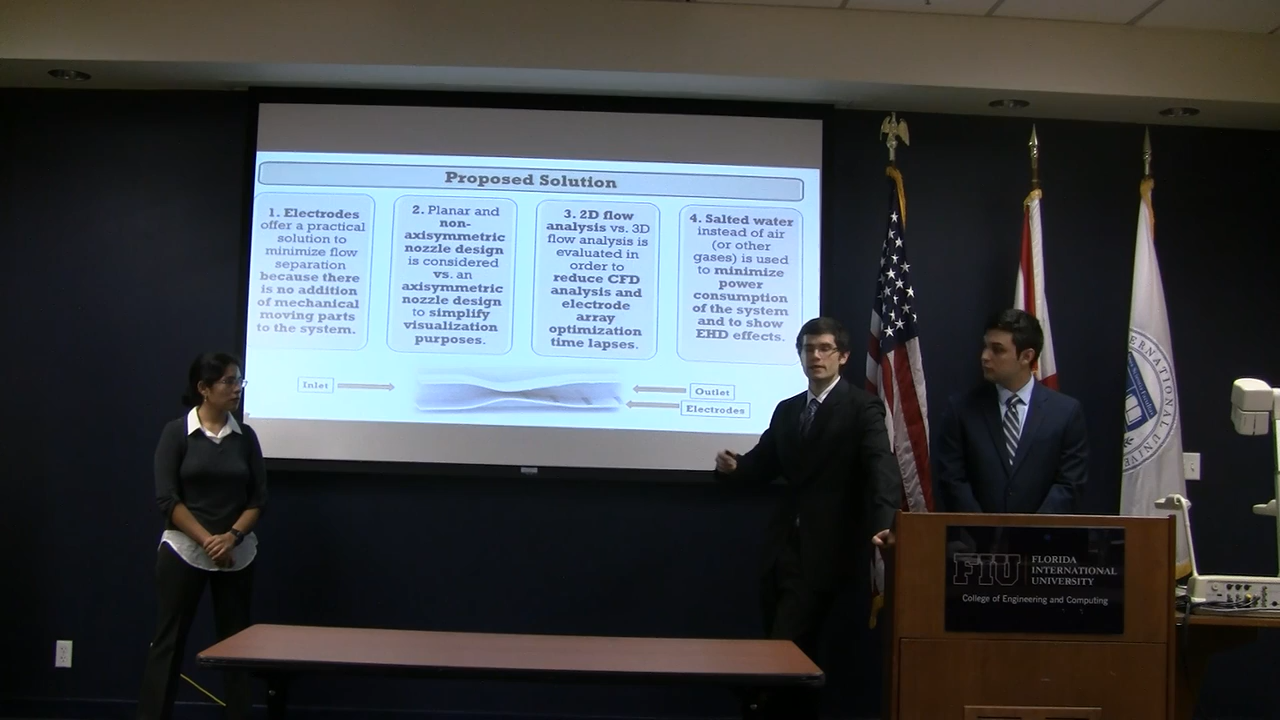 Proposed Solution
1. Electrodes
offer a practical
solution to
minimize flow
separation
because there
is no addition
of mechanical
moving parts
to the system.
2. Planar and
non-
axisymmetric
nozzle design
is considered
vs. an
axisymmetric
nozzle design
to simplify
visualization
purposes.
3. 2D flow
analysis vs. 3D
flow analysis is
evaluated in
order to
reduce CFD
analysis and
electrode
array
optimization
time lapses.
4. Salted water
instead of air
(or other
gases) is used
to minimize
power
consumption
of the system
and to show
EHD effects.
Inlet
Outlet
Electrodes
FIU
FLORIDA
INTERNATIONAL
UNIVERSITY
College of Engineering and Computing